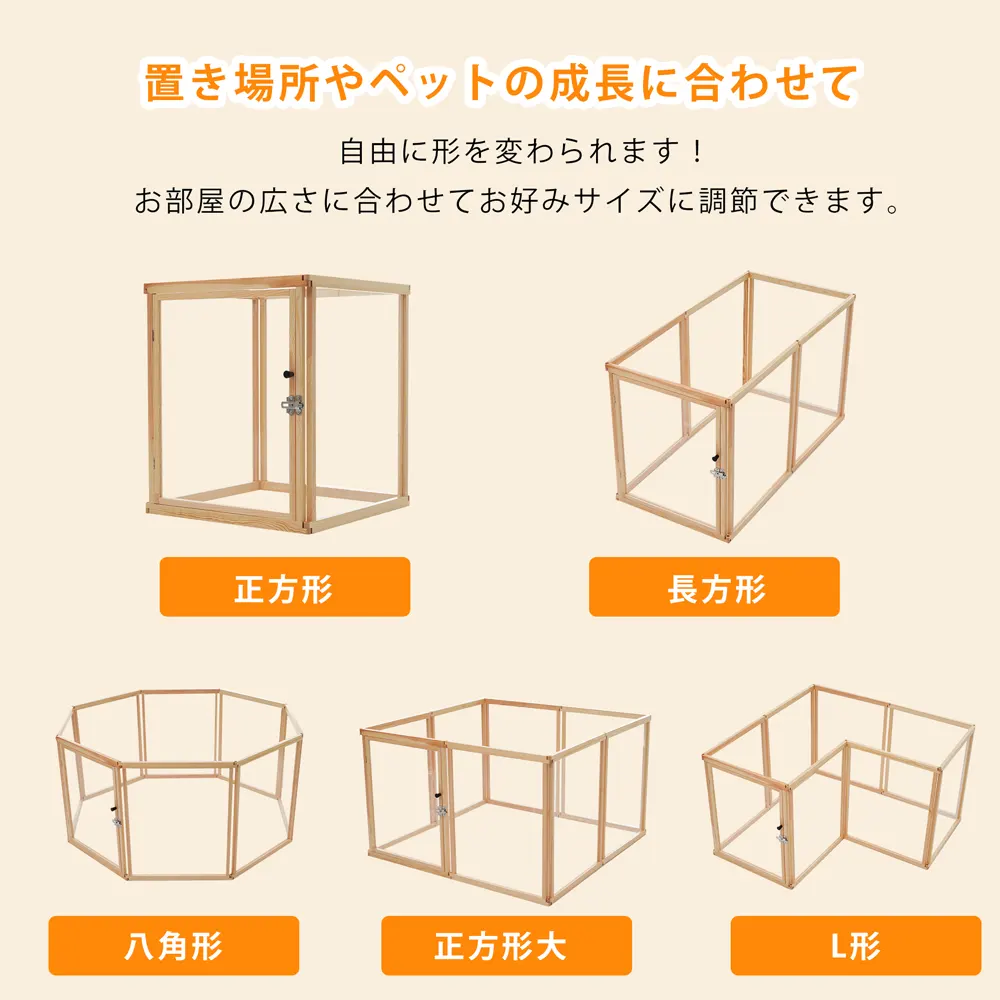 置き場所やペットの成長に合わせて
自由に形を変わられます！
お部屋の広さに合わせてお好みサイズに調節できます。
正方形
長方形
八角形
正方形大
L形